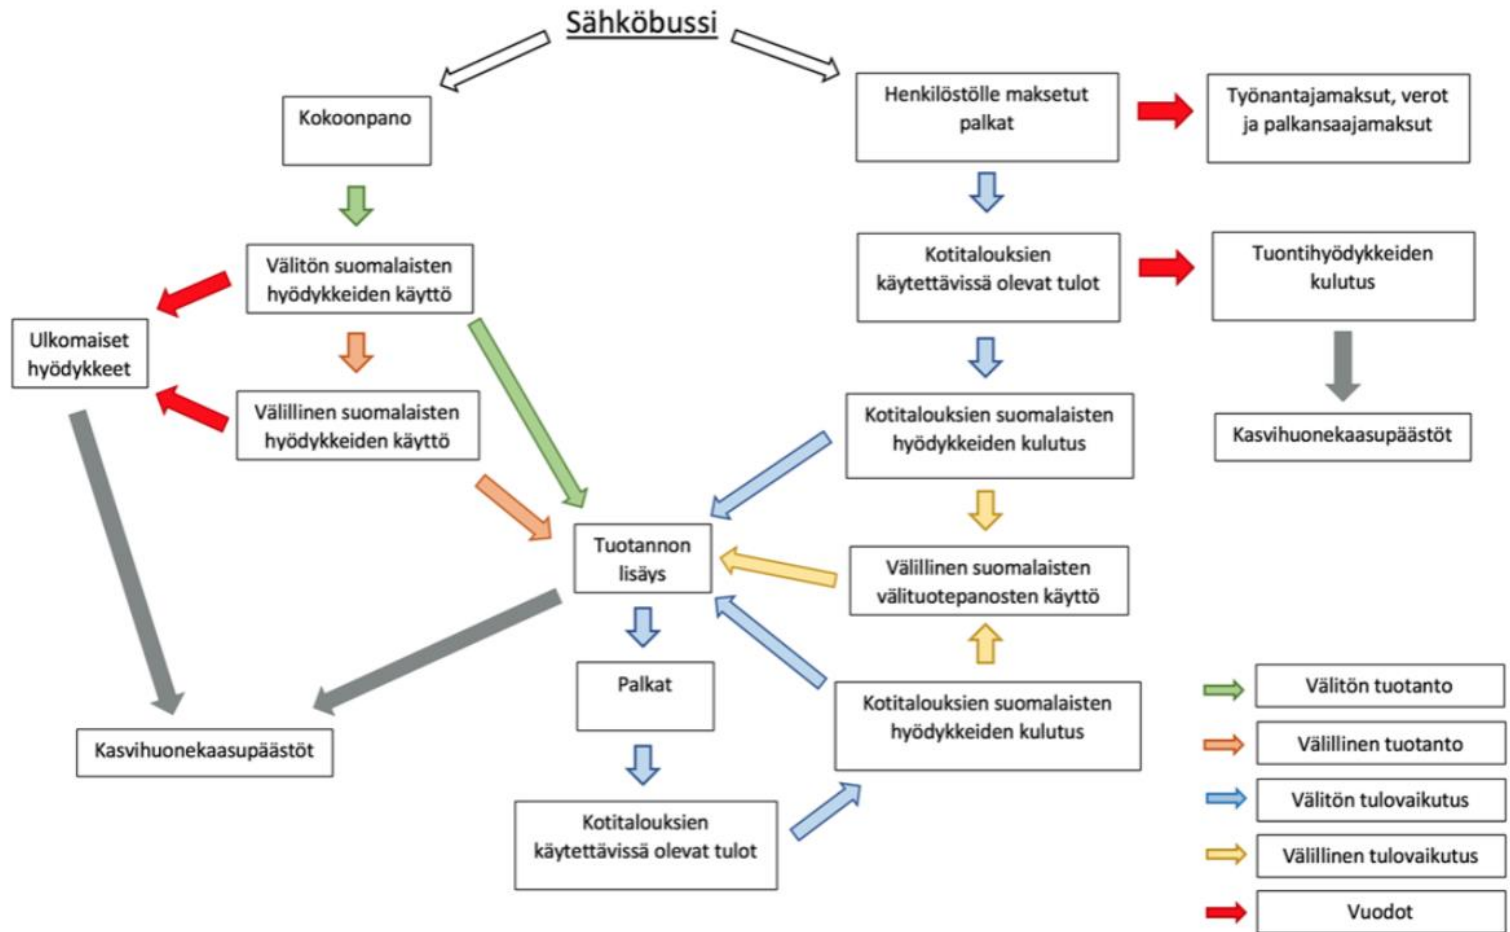 Sähköbussi
Kokoonpano
Henkilöstölle maksetut
palkat
Työnantajamaksut, verot
ja palkansaajamaksut
Välitön suomalaisten
hyödykkeiden käyttö
Kotitalouksien
käytettävissä olevat tulot
Tuontihyödykkeiden
kulutus
Ulkomaiset
hyödykkeet
Välillinen suomalaisten
hyödykkeiden käyttö
Kotitalouksien suomalaisten
hyödykkeiden kulutus
Kasvihuonekaasupäästöt
Tuotannon
lisäys
Välillinen suomalaisten
välituotepanosten käyttö
Palkat
Kotitalouksien suomalaisten
hyödykkeiden kulutus
Kasvihuonekaasupäästöt
Kotitalouksien
käytettävissä olevat tulot
Välitön tuotanto
Välillinen tuotanto
Välitön tulovaikutus
Välillinen tulovaikutus
Vuodot